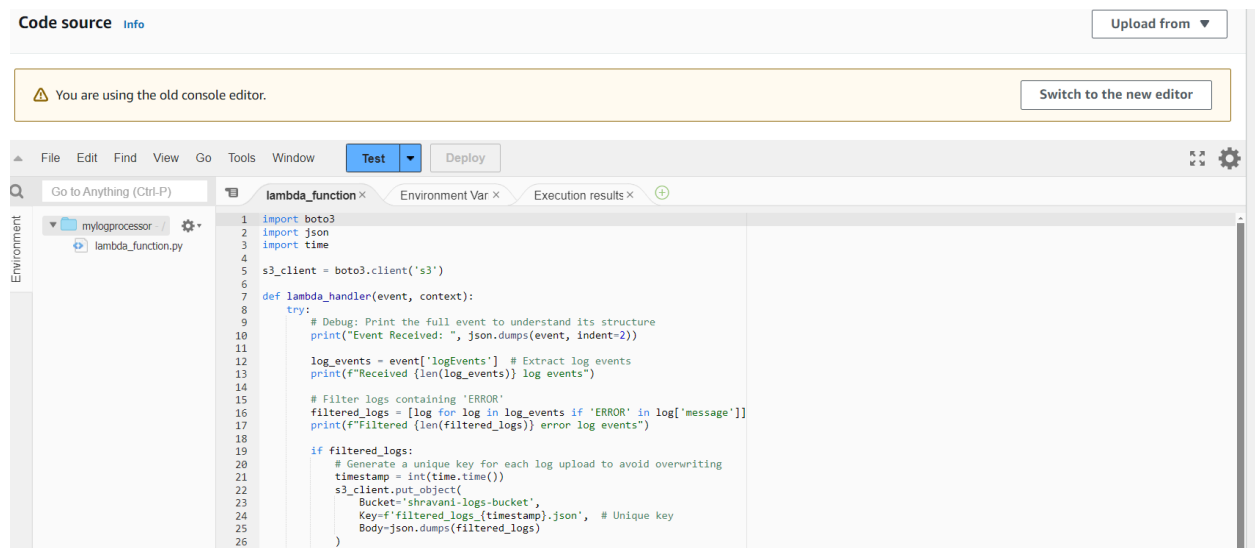 Code source Info
Upload from ▼
You are using the old console editor.
Switch to the new editor
File Edit Find View Go Tools Window Test Deploy
Go to Anything (Ctrl-P)
lambda_function × Environment Var × Execution results ×
Environment
mylogprocessor - /
lambda_function.py
1 import boto3
2 import json
3 import time
4
5 s3_client = boto3.client('s3')
6
7 def lambda_handler(event, context):
8     try:
9         # Debug: Print the full event to understand its structure
10         print("Event Received: ", json.dumps(event, indent=2))
11
12         log_events = event['logEvents']  # Extract log events
13         print(f"Received {len(log_events)} log events")
14
15         # Filter logs containing 'ERROR'
16         filtered_logs = [log for log in log_events if 'ERROR' in log['message']]
17         print(f"Filtered {len(filtered_logs)} error log events")
18
19         if filtered_logs:
20             # Generate a unique key for each log upload to avoid overwriting
21             timestamp = int(time.time())
22             s3_client.put_object(
23                 Bucket='shravani-logs-bucket',
24                 Key=f'filtered_logs_{timestamp}.json',  # Unique key
25                 Body=json.dumps(filtered_logs)
26             )